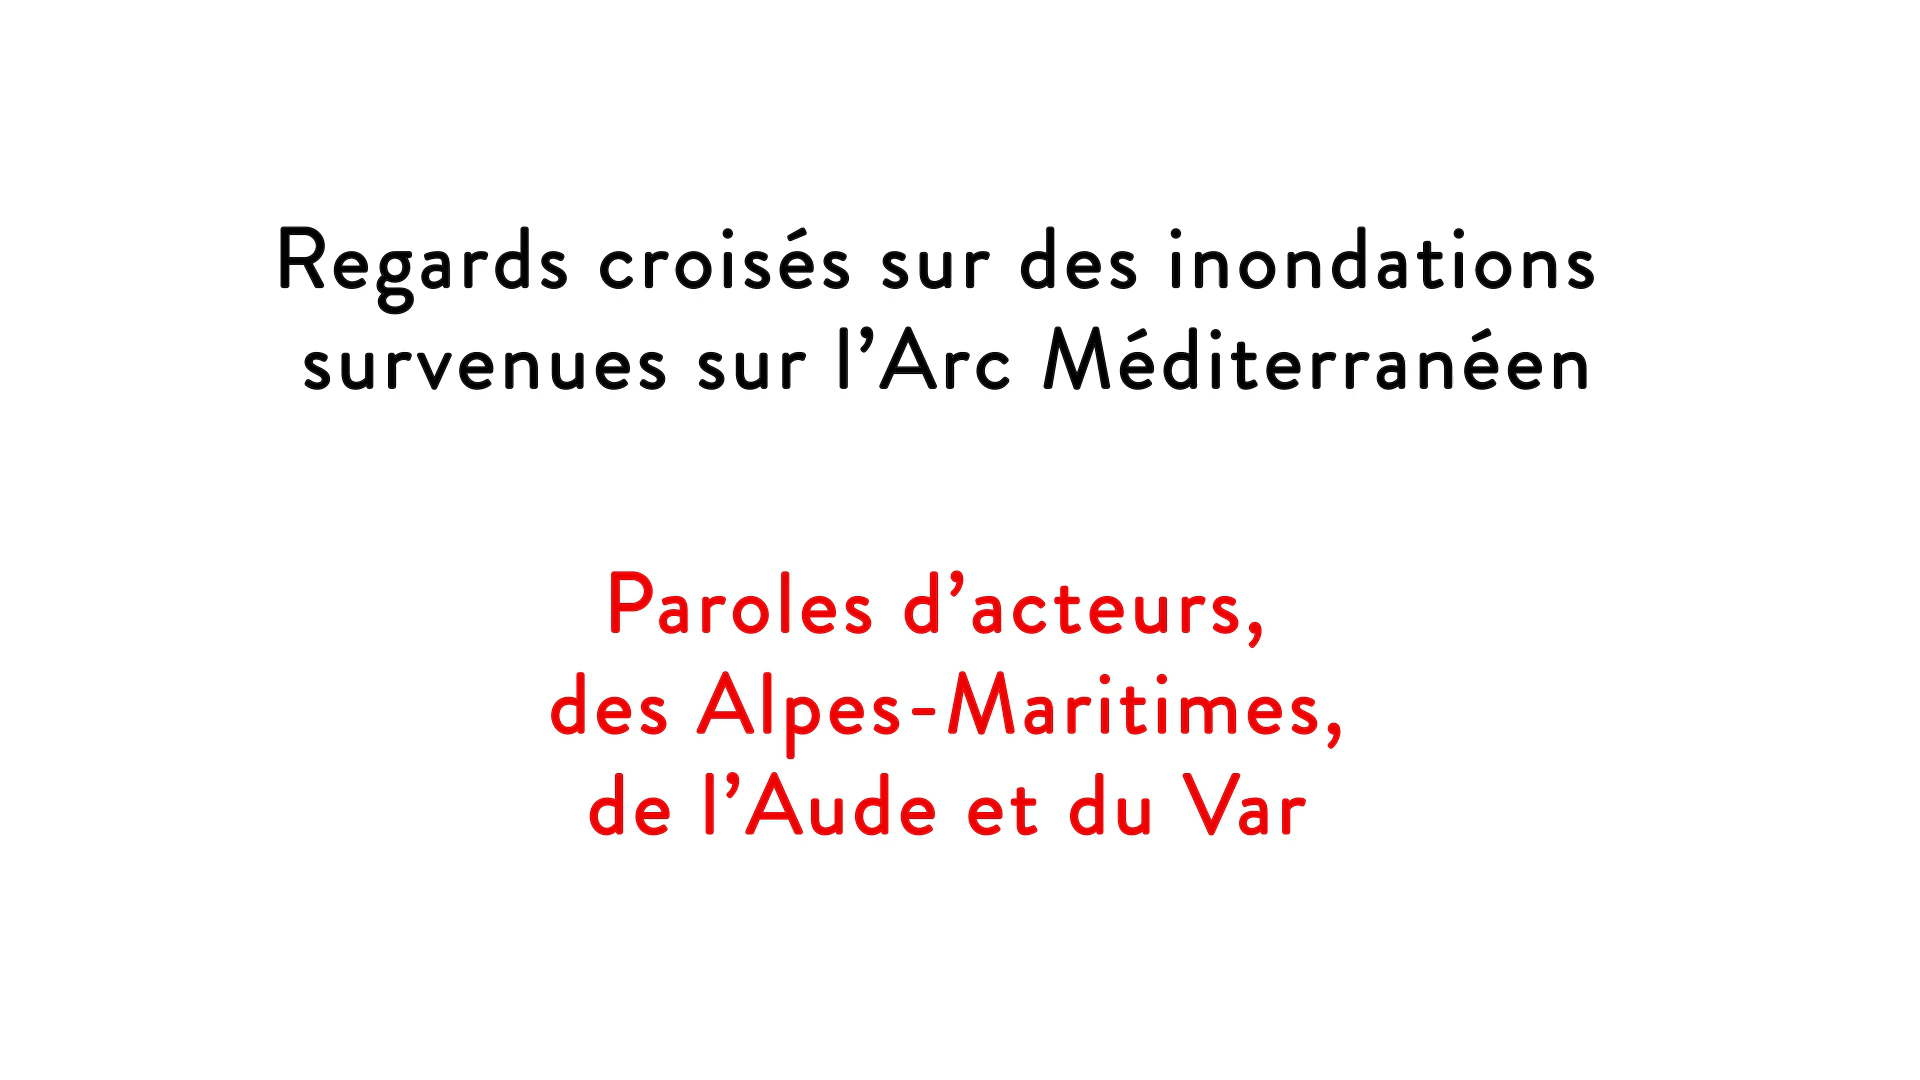 Regards croisés sur des inondations
survenues sur l’Arc Méditerranéen
Paroles d’acteurs,
des Alpes-Maritimes,
de l’Aude et du Var